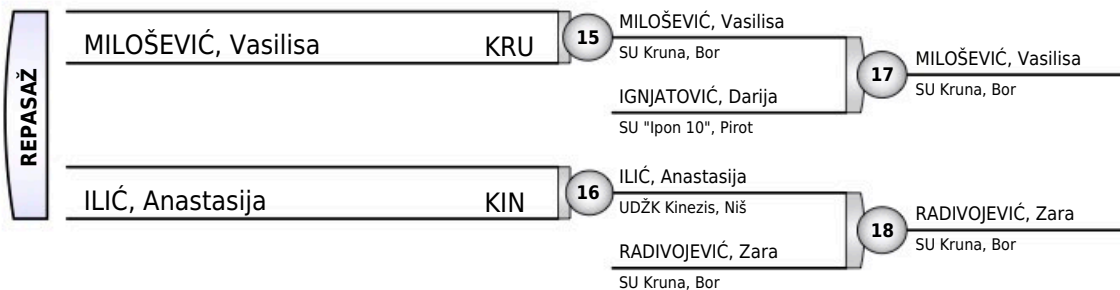 REPASAŽ
MILOŠEVIĆ, Vasilisa KRU
15
MILOŠEVIĆ, Vasilisa
SU Kruna, Bor
IGNJATOVIĆ, Darija
SU "Ipon 10", Pirot
17
MILOŠEVIĆ, Vasilisa
SU Kruna, Bor
ILIĆ, Anastasija KIN
16
ILIĆ, Anastasija
UDŽK Kinezis, Niš
RADIVOJEVIĆ, Zara
SU Kruna, Bor
18
RADIVOJEVIĆ, Zara
SU Kruna, Bor